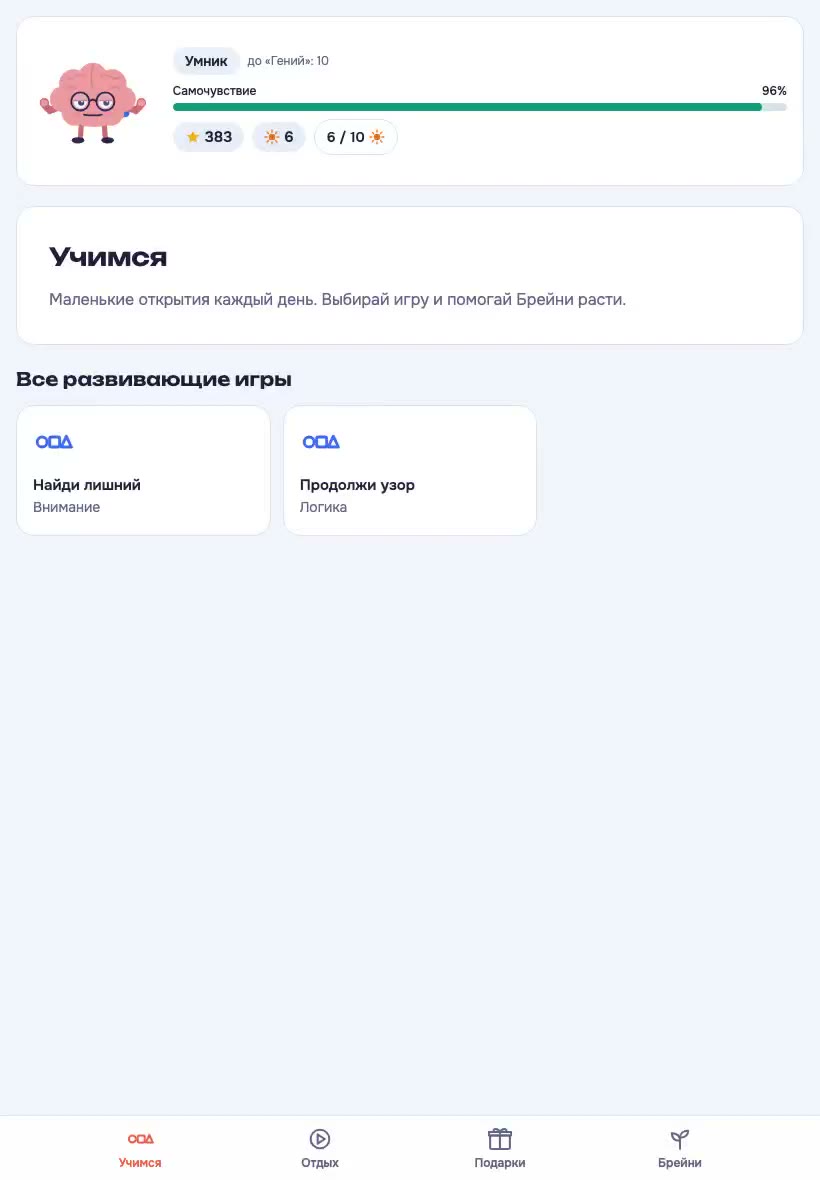 Умник до «Гений»: 10
Самочувствие 96%
383 6 6 / 10
Учимся
Маленькие открытия каждый день. Выбирай игру и помогай Брейни расти.
Все развивающие игры
Найди лишний
Внимание
Продолжи узор
Логика
Учимся Отдых Подарки Брейни